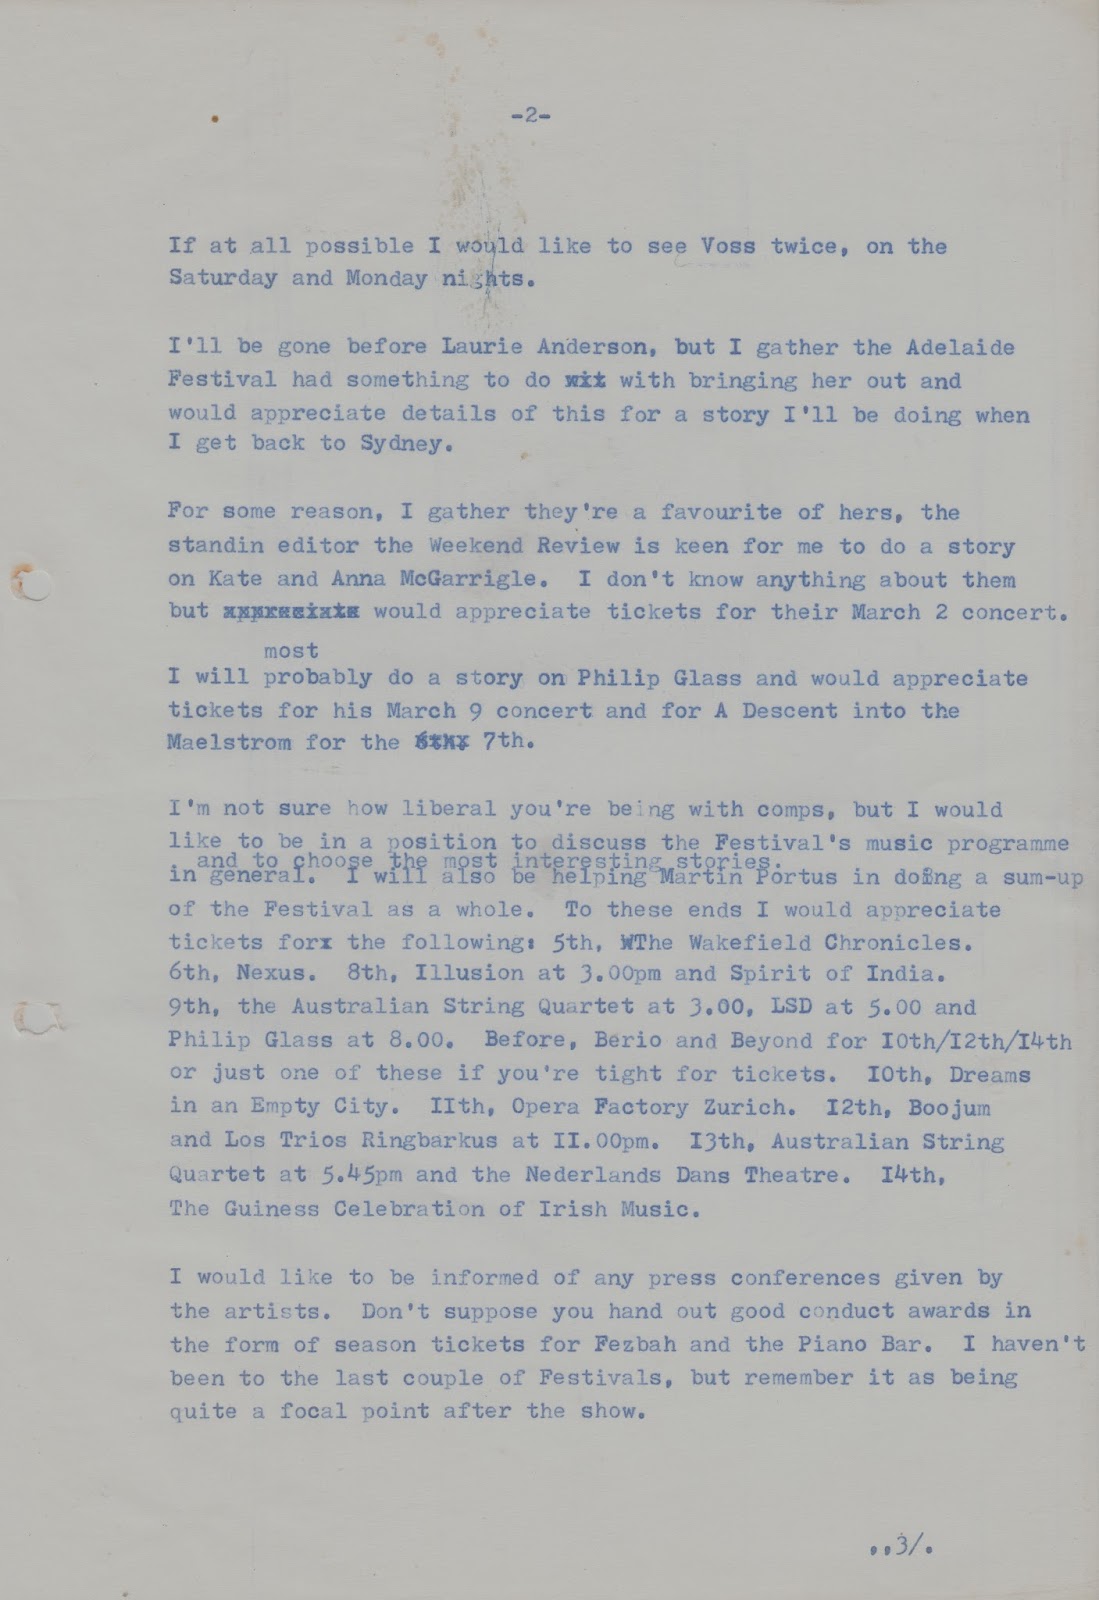 -2-
If at all possible I would like to see Voss twice, on the
Saturday and Monday nights.
I'll be gone before Laurie Anderson, but I gather the Adelaide
Festival had something to do wit with bringing her out and
would appreciate details of this for a story I'll be doing when
I get back to Sydney.
For some reason, I gather they're a favourite of hers, the
standin editor the Weekend Review is keen for me to do a story
on Kate and Anna McGarrigle.  I don't know anything about them
but would appreciate tickets for their March 2 concert.
most
I will probably do a story on Philip Glass and would appreciate
tickets for his March 9 concert and for A Descent into the
Maelstrom for the 7th.
I'm not sure how liberal you're being with comps, but I would
like to be in a position to discuss the Festival's music programme
and to choose the most interesting stories.
in general.  I will also be helping Martin Portus in doing a sum-up
of the Festival as a whole.  To these ends I would appreciate
tickets forx the following: 5th, WThe Wakefield Chronicles.
6th, Nexus.  8th, Illusion at 3.00pm and Spirit of India.
9th, the Australian String Quartet at 3.00, LSD at 5.00 and
Philip Glass at 8.00.  Before, Berio and Beyond for I0th/I2th/I4th
or just one of these if you're tight for tickets.  I0th, Dreams
in an Empty City.  IIth, Opera Factory Zurich.  I2th, Boojum
and Los Trios Ringbarkus at II.00pm.  I3th, Australian String
Quartet at 5.45pm and the Nederlands Dans Theatre.  I4th,
The Guiness Celebration of Irish Music.
I would like to be informed of any press conferences given by
the artists.  Don't suppose you hand out good conduct awards in
the form of season tickets for Fezbah and the Piano Bar.  I haven't
been to the last couple of Festivals, but remember it as being
quite a focal point after the show.
..3/.